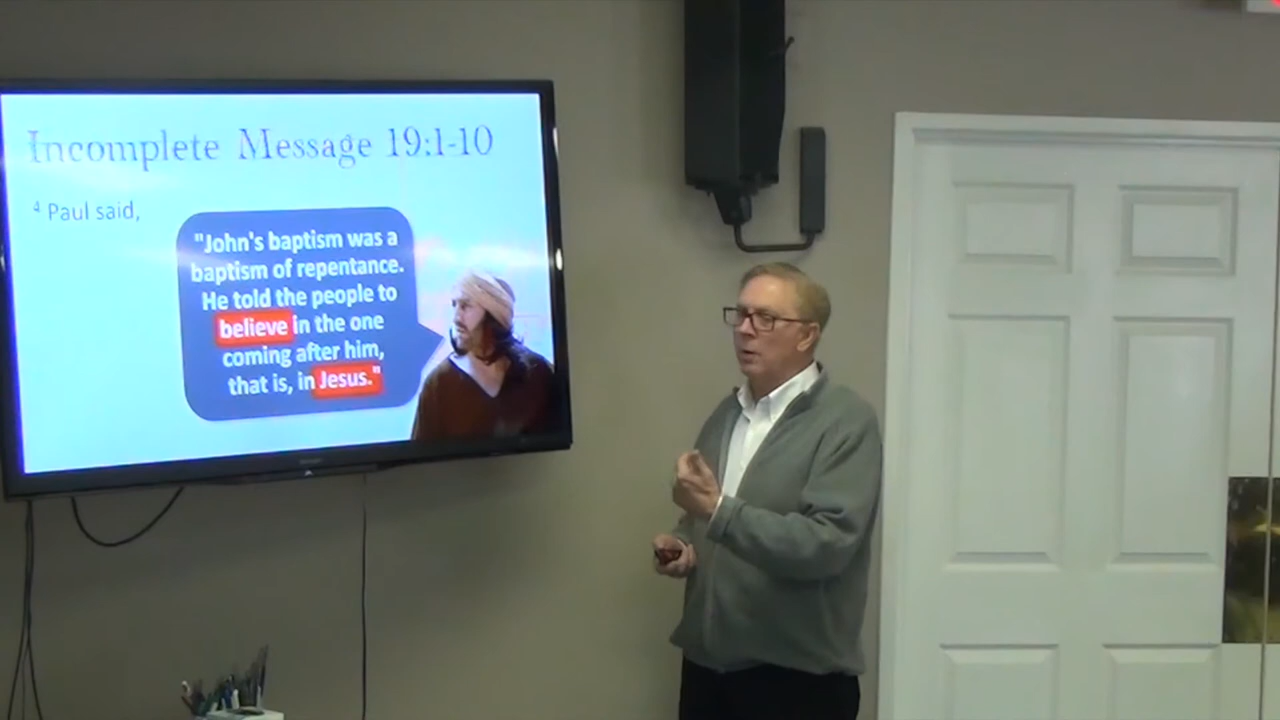 Incomplete Message 19:1-10
4 Paul said,
"John's baptism was a
baptism of repentance.
He told the people to
believe in the one
coming after him,
that is, in Jesus."